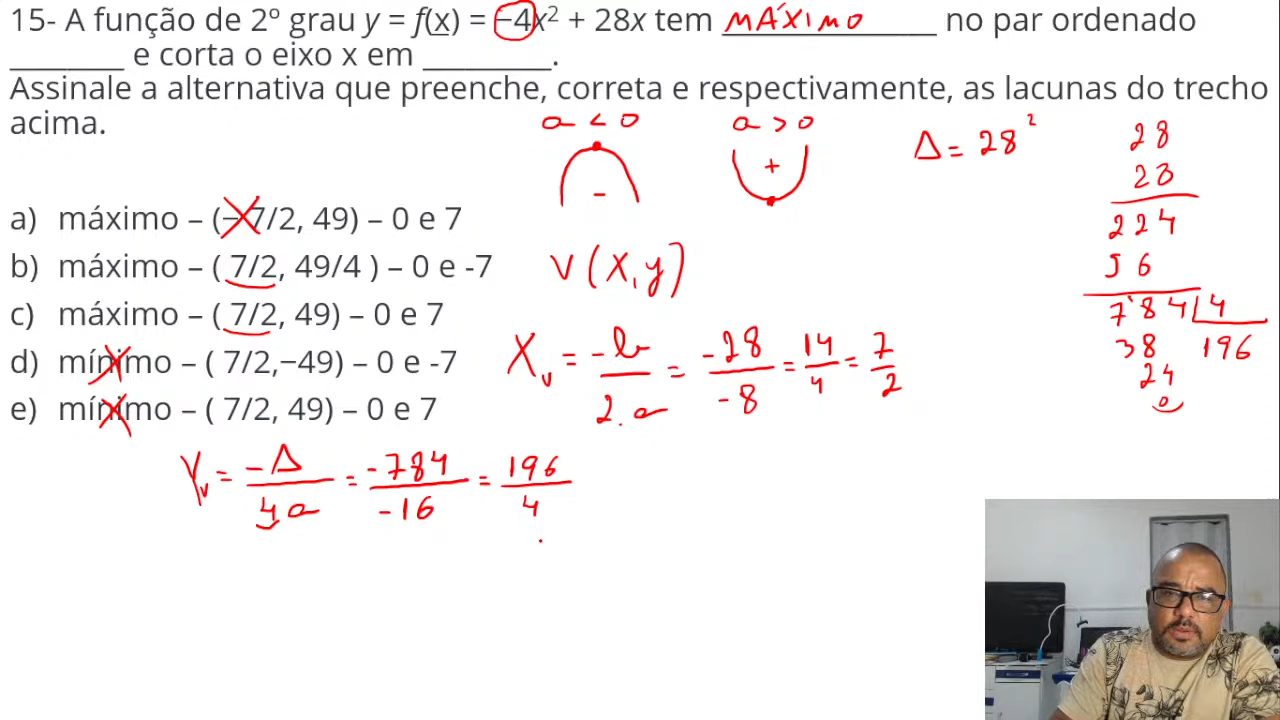 15- A função de 2º grau y = f(x) = −4x² + 28x tem MÁXIMO no par ordenado
________ e corta o eixo x em _________.
Assinale a alternativa que preenche, correta e respectivamente, as lacunas do trecho
acima.
a < 0
a > 0
+
−
Δ = 28²
28
28
224
56
784 4
38 196
24
0
a) máximo – (− 7/2, 49) – 0 e 7
b) máximo – ( 7/2, 49/4 ) – 0 e -7
c) máximo – ( 7/2, 49) – 0 e 7
d) mínimo – ( 7/2,−49) – 0 e -7
e) mínimo – ( 7/2, 49) – 0 e 7
V (X, y)
Xv = -b/2.a = -28/-8 = 14/4 = 7/2
Yv = -Δ/4a = -784/-16 = 196/4